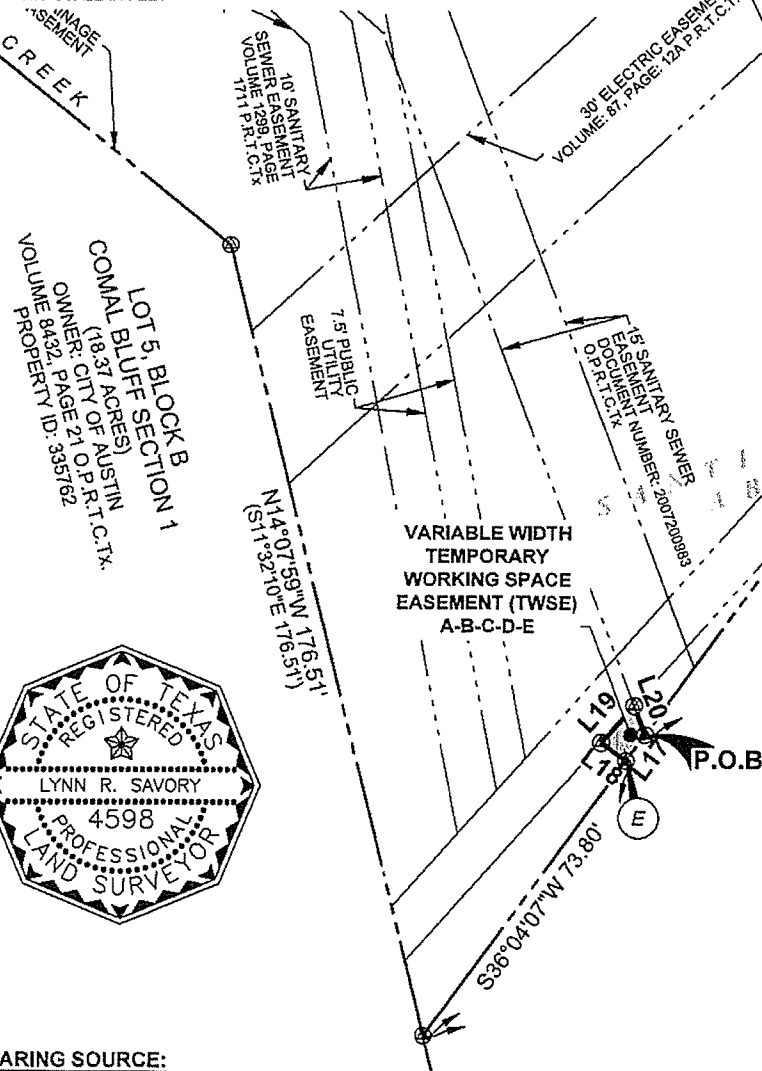 EASEMENT
CREEK
10' SANITARY
SEWER EASEMENT
VOLUME 1299, PAGE
1711 P.R.T.C.Tx
30' ELECTRIC EASEME
VOLUME: 87, PAGE: 12A P.R.T.C.T
LOT 5, BLOCK B
COMAL BLUFF SECTION 1
(18.37 ACRES)
OWNER: CITY OF AUSTIN
VOLUME 8432, PAGE 21 O.P.R.T.C.Tx.
PROPERTY ID: 335762
7.5' PUBLIC
UTILITY
EASEMENT
15' SANITARY SEWER
EASEMENT
DOCUMENT NUMBER: 2007200983
O.P.R.T.C.Tx
N14°07'59"W 176.51'
(S11°32'10"E 176.51')
VARIABLE WIDTH
TEMPORARY
WORKING SPACE
EASEMENT (TWSE)
A-B-C-D-E
L19
L20
L18
L17
P.O.B
E
S36°04'07"W 73.80'
STATE OF TEXAS
REGISTERED
LYNN R. SAVORY
4598
PROFESSIONAL
LAND SURVEYOR
ARING SOURCE: